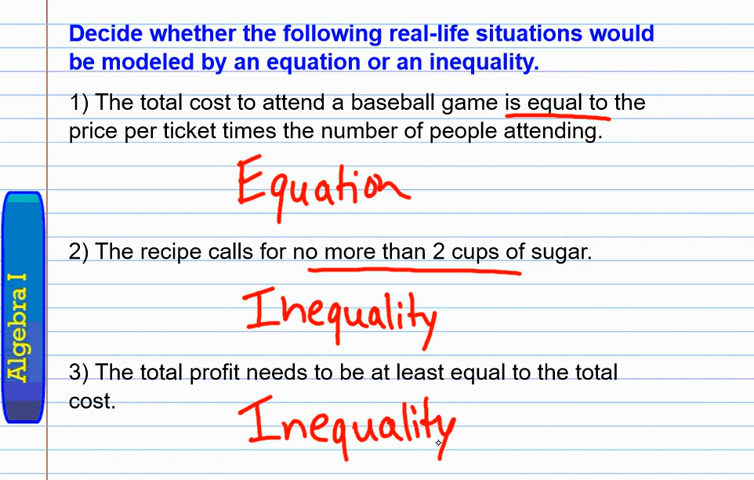 Decide whether the following real-life situations would
be modeled by an equation or an inequality.
1) The total cost to attend a baseball game is equal to the
price per ticket times the number of people attending.
Equation
2) The recipe calls for no more than 2 cups of sugar.
Inequality
3) The total profit needs to be at least equal to the total
cost.
Inequality
Algebra I